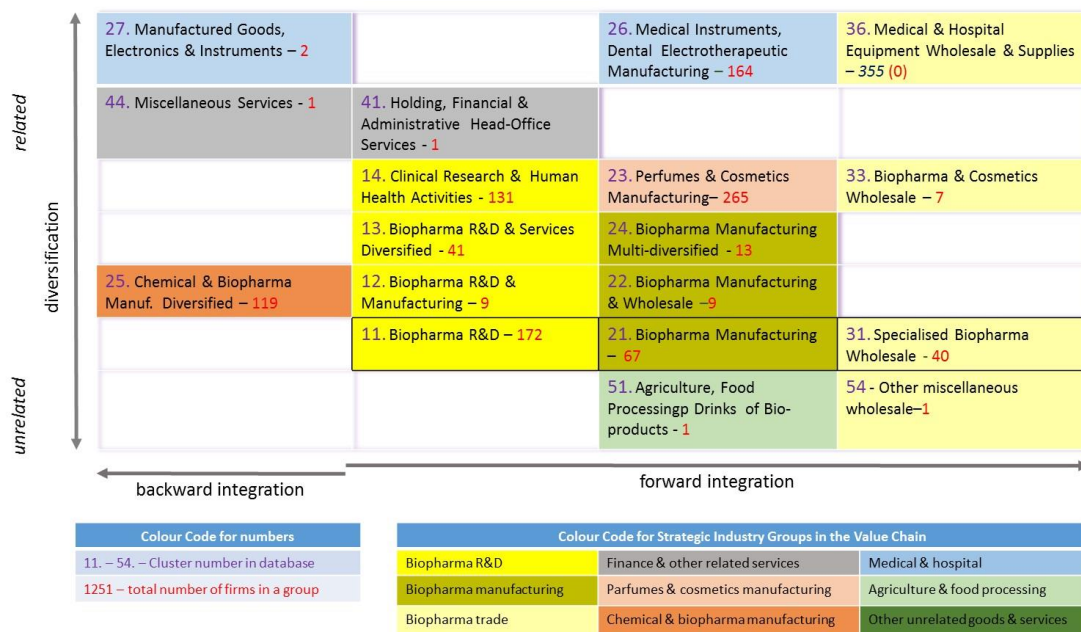 27. Manufactured Goods,
Electronics & Instruments – 2
26. Medical Instruments,
Dental Electrotherapeutic
Manufacturing – 164
36. Medical & Hospital
Equipment Wholesale & Supplies
– 355 (0)
44. Miscellaneous Services - 1
41. Holding, Financial &
Administrative Head-Office
Services - 1
14. Clinical Research & Human
Health Activities - 131
23. Perfumes & Cosmetics
Manufacturing– 265
33. Biopharma & Cosmetics
Wholesale – 7
13. Biopharma R&D & Services
Diversified - 41
24. Biopharma Manufacturing
Multi-diversified - 13
25. Chemical & Biopharma
Manuf. Diversified – 119
12. Biopharma R&D &
Manufacturing - 9
22. Biopharma Manufacturing
& Wholesale –9
11. Biopharma R&D – 172
21. Biopharma Manufacturing
– 67
31. Specialised Biopharma
Wholesale - 40
51. Agriculture, Food
Processingp Drinks of Bio-
products - 1
54 - Other miscellaneous
wholesale–1
related
diversification
unrelated
backward integration
forward integration
Colour Code for numbers
11. – 54. – Cluster number in database
1251 – total number of firms in a group
Colour Code for Strategic Industry Groups in the Value Chain
Biopharma R&D
Finance & other related services
Medical & hospital
Biopharma manufacturing
Parfumes & cosmetics manufacturing
Agriculture & food processing
Biopharma trade
Chemical & biopharma manufacturing
Other unrelated goods & services